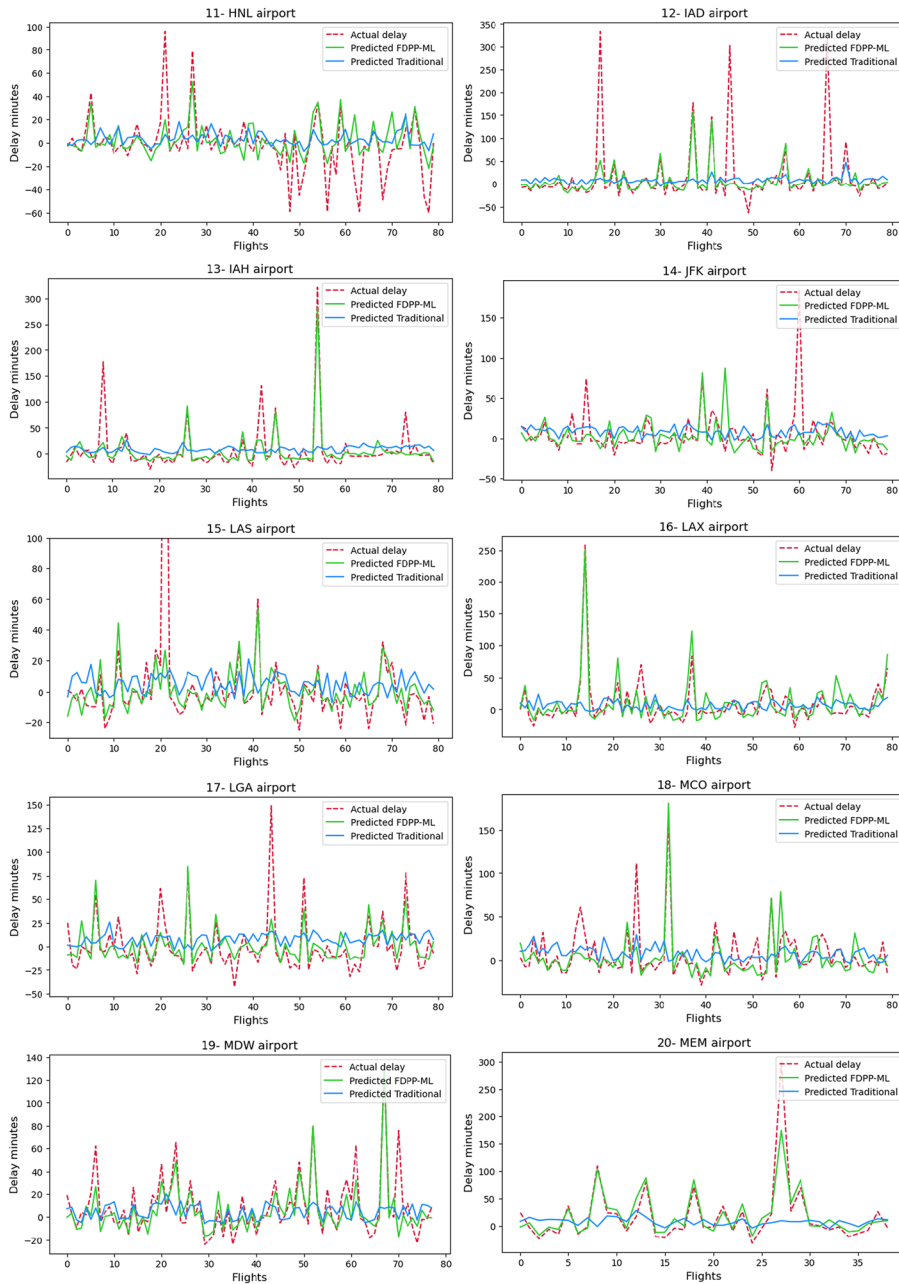 11- HNL airport
Delay minutes
100
80
60
40
20
0
−20
−40
−60
Actual delay
Predicted FDPP-ML
Predicted Traditional
0 10 20 30 40 50 60 70 80
Flights
12- IAD airport
Delay minutes
350
300
250
200
150
100
50
0
−50
Actual delay
Predicted FDPP-ML
Predicted Traditional
0 10 20 30 40 50 60 70 80
Flights
13- IAH airport
Delay minutes
300
250
200
150
100
50
0
Actual delay
Predicted FDPP-ML
Predicted Traditional
0 10 20 30 40 50 60 70 80
Flights
14- JFK airport
Delay minutes
150
100
50
0
−50
Actual delay
Predicted FDPP-ML
Predicted Traditional
0 10 20 30 40 50 60 70 80
Flights
15- LAS airport
Delay minutes
100
80
60
40
20
0
−20
Actual delay
Predicted FDPP-ML
Predicted Traditional
0 10 20 30 40 50 60 70 80
Flights
16- LAX airport
Delay minutes
250
200
150
100
50
0
Actual delay
Predicted FDPP-ML
Predicted Traditional
0 10 20 30 40 50 60 70 80
Flights
17- LGA airport
Delay minutes
150
125
100
75
50
25
0
−25
−50
Actual delay
Predicted FDPP-ML
Predicted Traditional
0 10 20 30 40 50 60 70 80
Flights
18- MCO airport
Delay minutes
150
100
50
0
Actual delay
Predicted FDPP-ML
Predicted Traditional
0 60 70
Flights
19- MDW airport
Delay minutes
140
120
100
80
60
40
20
0
−20
Actual delay
Predicted FDPP-ML
Predicted Traditional
0 10 20 30 40 50 60 70 80
Flights
20- MEM airport
Delay minutes
300
250
200
150
100
50
0
Actual delay
Predicted FDPP-ML
Predicted Traditional
0 5 25 35
Flights